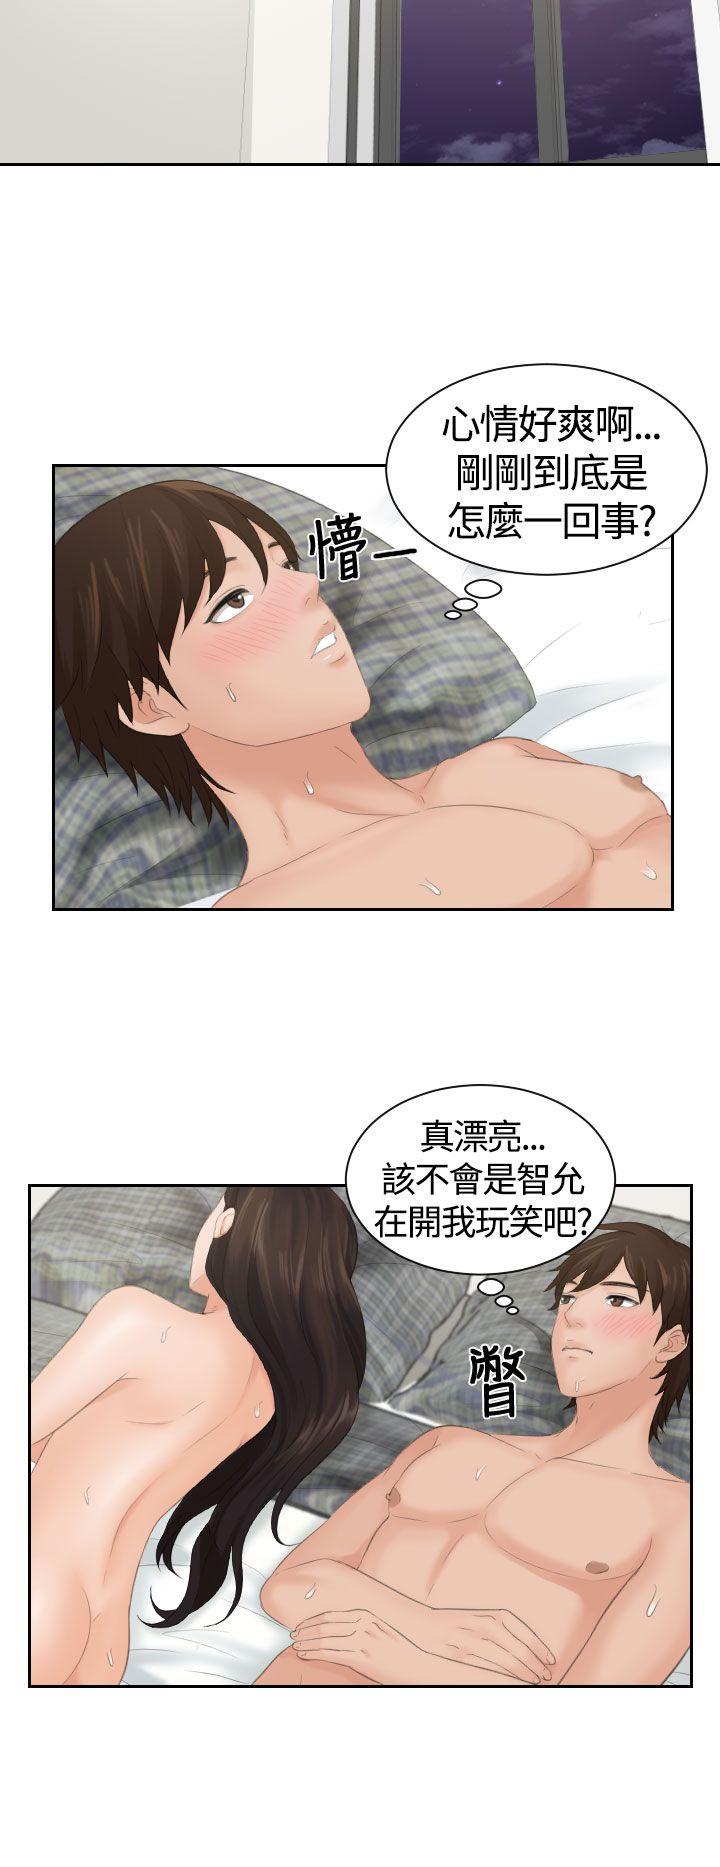 心情好爽啊...
剛剛到底是
怎麼一回事?
懵一
真漂亮...
該不會是智允
在開我玩笑吧?
瞥